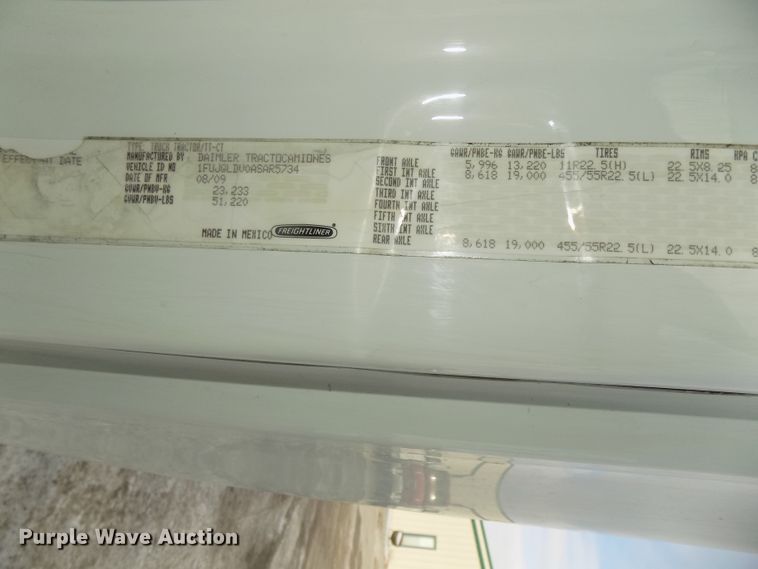 EFFECTIVE DATE
TYPE: TRUCK TRACTOR/TT-CT
MANUFACTURED BY DAIMLER TRACTOCAMIONES
VEHICLE ID NO 1FUJGLDV0ASAR5734
DATE OF MFR 08/09
GVWR/PNBV-KG 23,233
GVWR/PNBV-LBS 51,220
MADE IN MEXICO FREIGHTLINER
GAWR/PNBE-KG GAWR/PNBE-LBS TIRES RIMS KPA C
FRONT AXLE 5,996 13,220 11R22.5(H) 22.5X8.25 8
FIRST INT AXLE 8,618 19,000 455/55R22.5(L) 22.5X14.0 8
SECOND INT AXLE
THIRD INT AXLE
FOURTH INT AXLE
FIFTH INT AXLE
SIXTH INT AXLE
REAR AXLE 8,618 19,000 455/55R22.5(L) 22.5X14.0 8
Purple Wave Auction